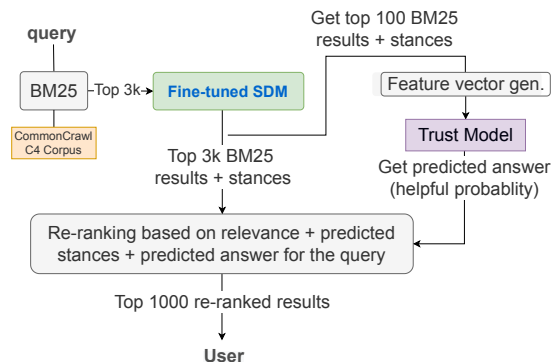 query
BM25
Top 3k
Fine-tuned SDM
CommonCrawl
C4 Corpus
Get top 100 BM25
results + stances
Feature vector gen.
Trust Model
Get predicted answer
(helpful probablity)
Top 3k BM25
results + stances
Re-ranking based on relevance + predicted
stances + predicted answer for the query
Top 1000 re-ranked results
User